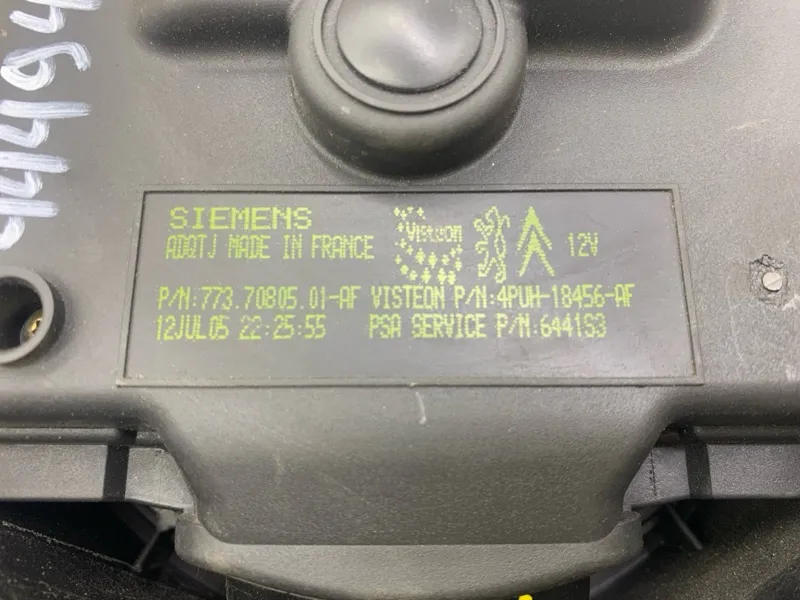 SIEMENS
ADQTJ MADE IN FRANCE
Visteon
12V
P/N:773.70805.01-AF VISTEON P/N:4PUH-18456-AF
12JUL05 22:25:55 PSA SERVICE P/N:6441S3